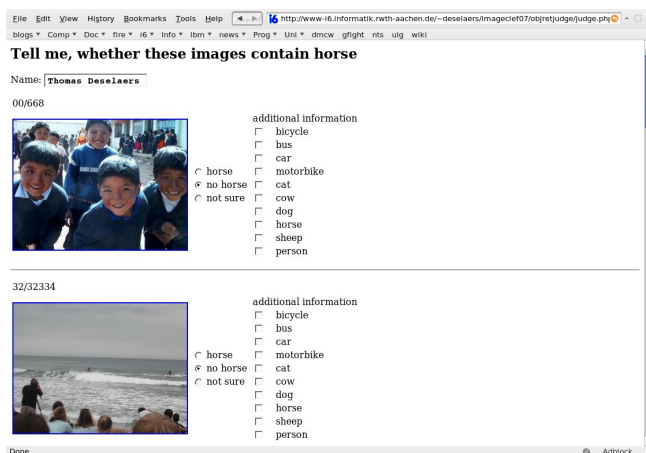 File Edit View History Bookmarks Tools Help http://www-i6.informatik.rwth-aachen.de/~deselaers/imageclef07/objretjudge/judge.php
blogs Comp Doc fire i6 Info lbm news Prog Uni dmcw gfight nts uig wiki
Tell me, whether these images contain horse
Name: Thomas Deselaers
00/668
additional information
bicycle
bus
car
horse motorbike
no horse cat
not sure cow
dog
horse
sheep
person
32/32334
additional information
bicycle
bus
car
horse motorbike
no horse cat
not sure cow
dog
horse
sheep
person
Done Adblock